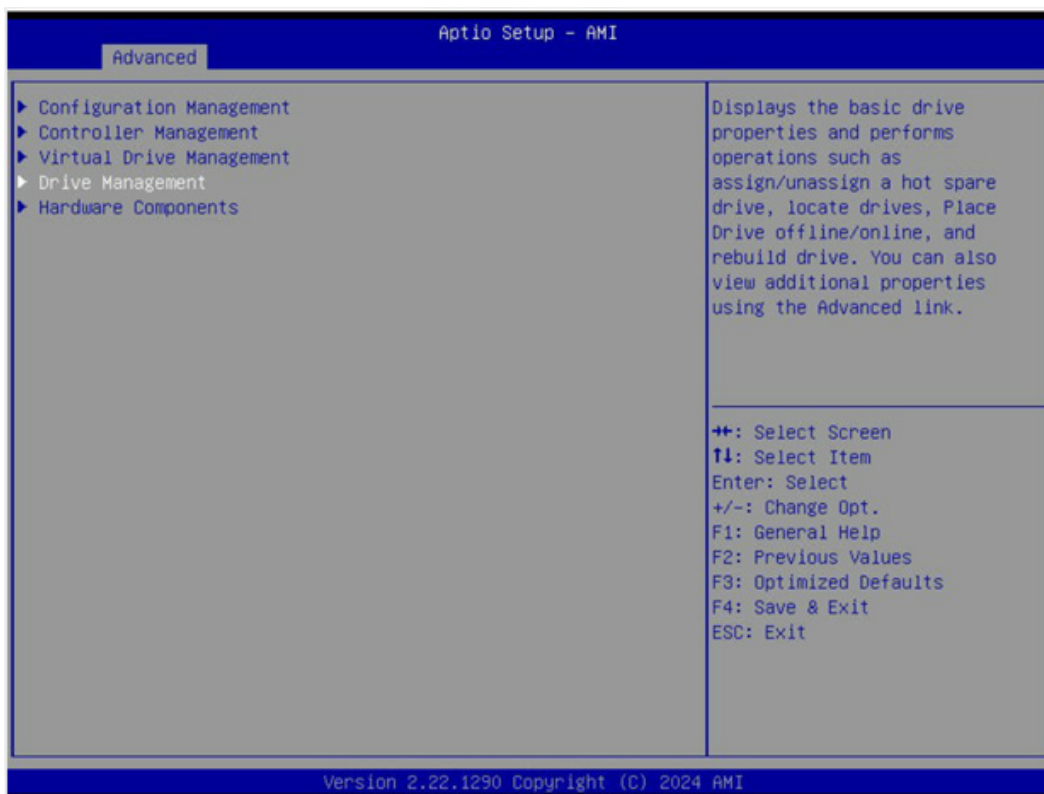 Aptio Setup – AMI
Advanced
Configuration Management
Controller Management
Virtual Drive Management
Drive Management
Hardware Components
Displays the basic drive
properties and performs
operations such as
assign/unassign a hot spare
drive, locate drives, Place
Drive offline/online, and
rebuild drive. You can also
view additional properties
using the Advanced link.
→←: Select Screen
↑↓: Select Item
Enter: Select
+/-: Change Opt.
F1: General Help
F2: Previous Values
F3: Optimized Defaults
F4: Save & Exit
ESC: Exit
Version 2.22.1290 Copyright (C) 2024 AMI